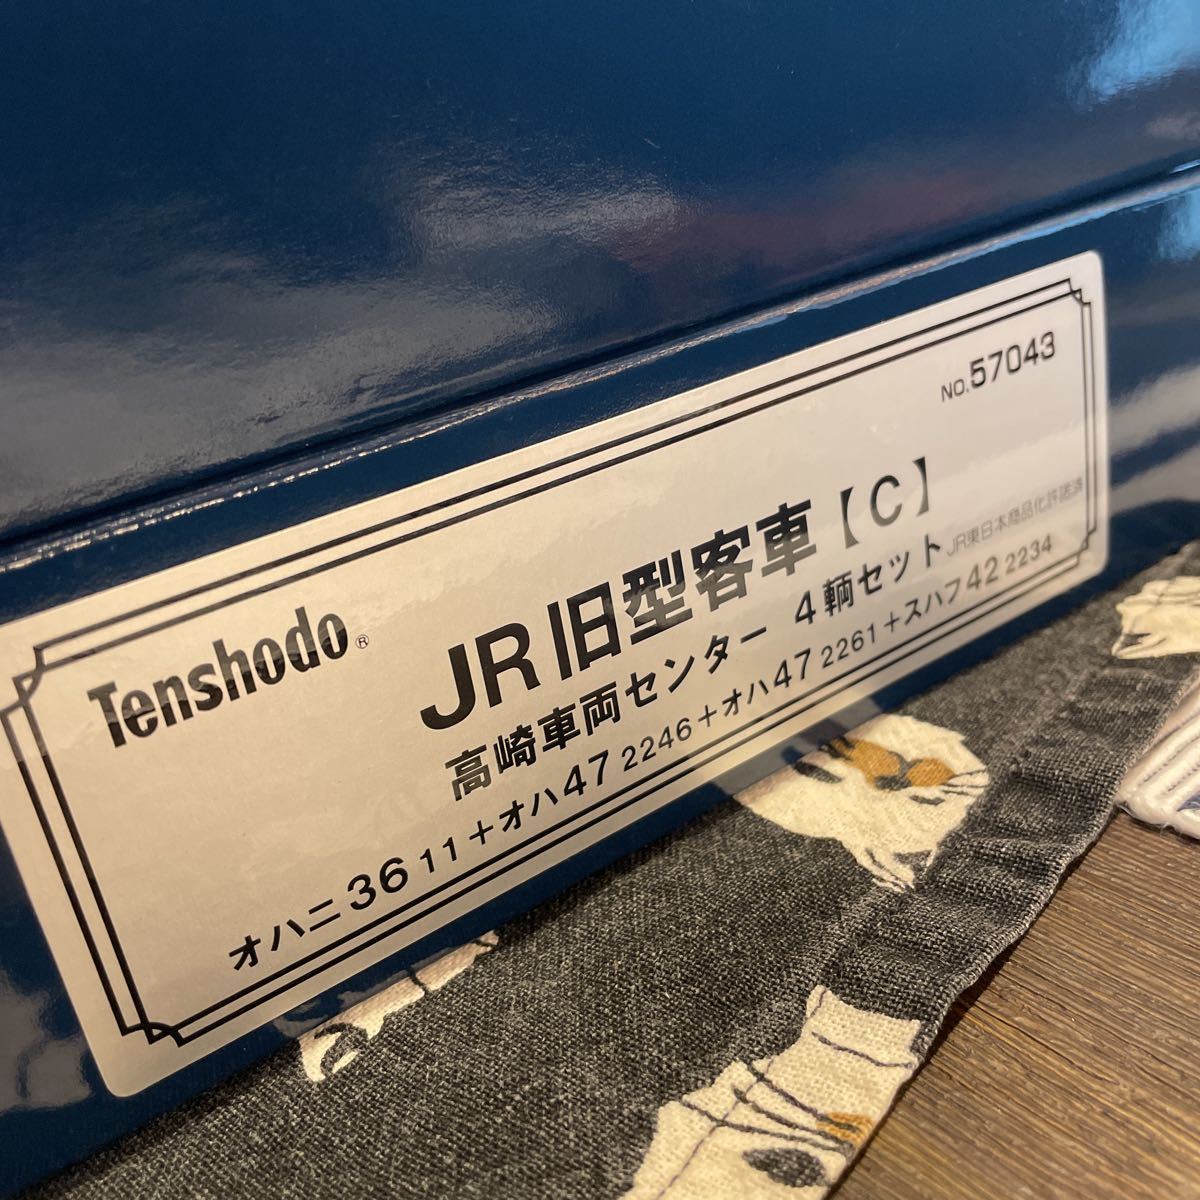 NO.57043
Tenshodo®
JR旧型客車【C】
高崎車両センター 4輌セット
JR東日本商品化許諾済
オハニ36 11+オハ47 2246+オハ47 2261+スハフ42 2234